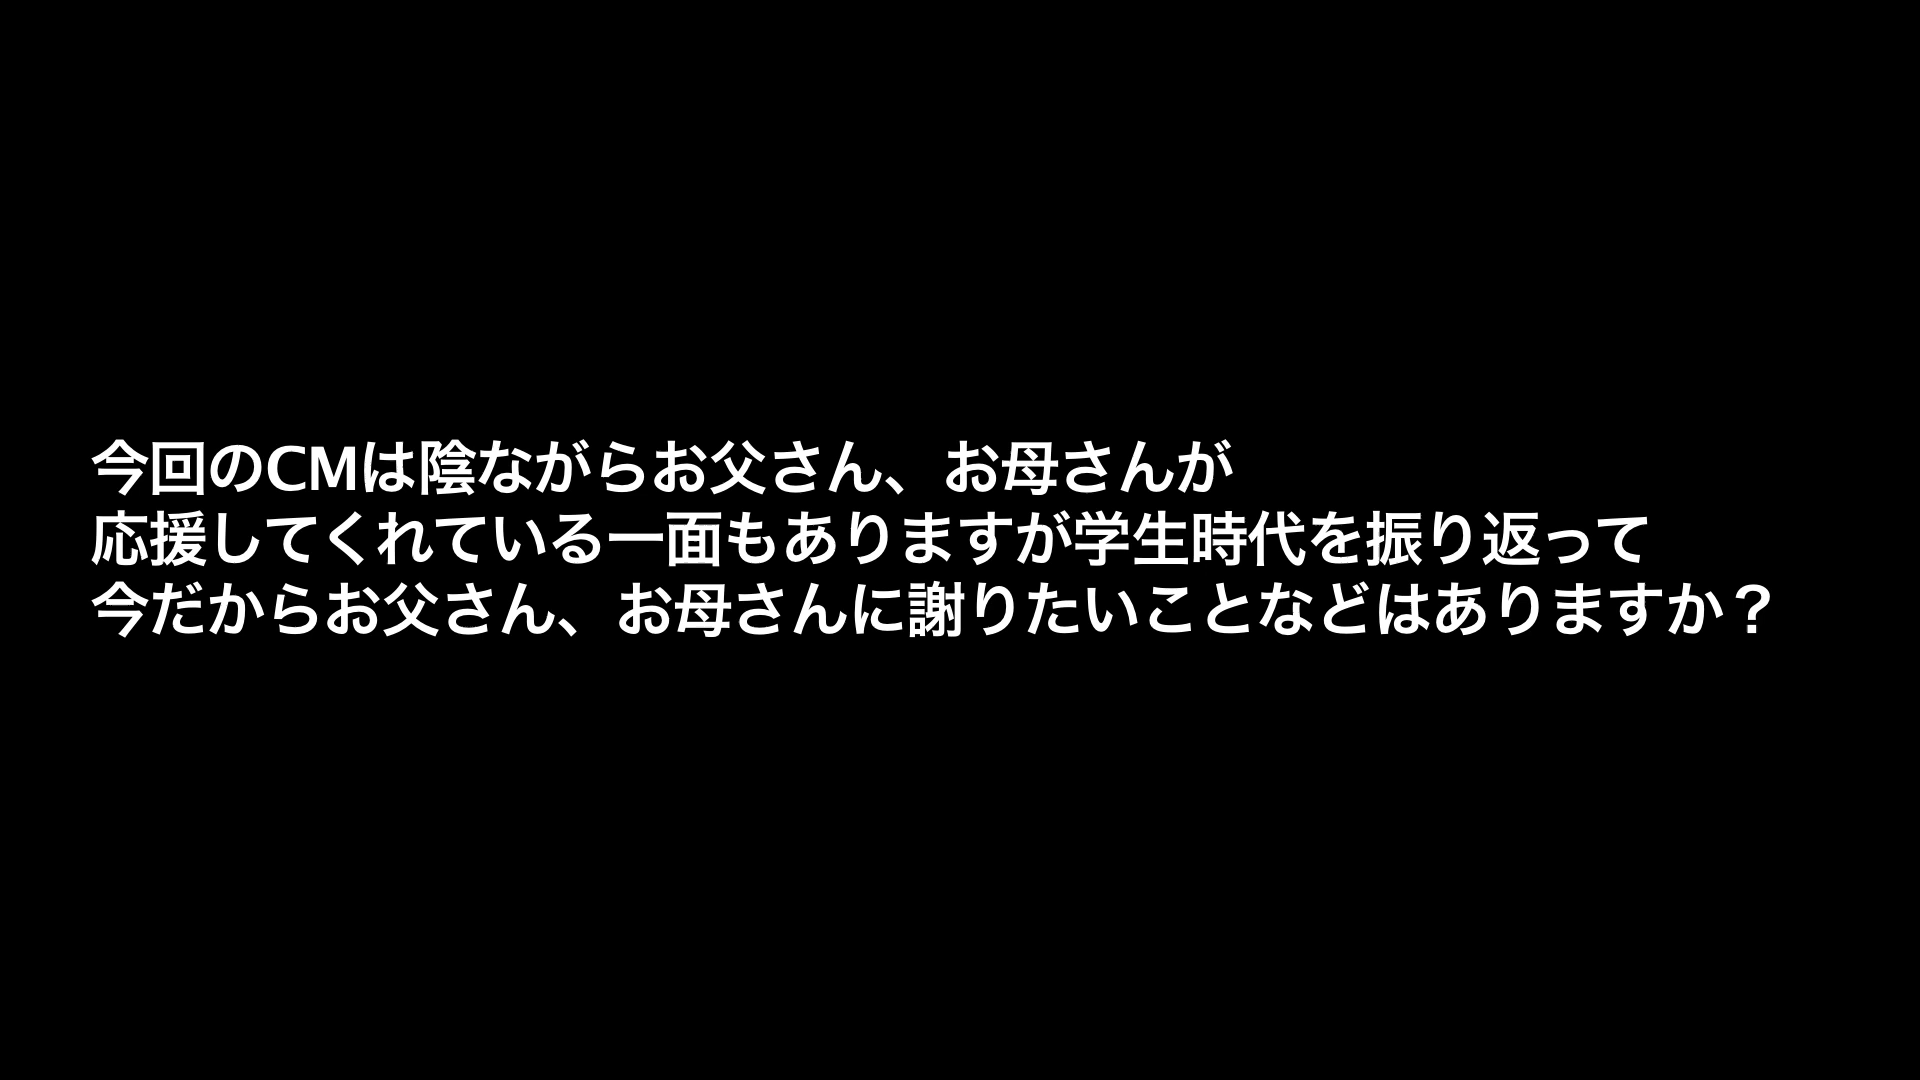 今回のCMは陰ながらお父さん、お母さんが
応援してくれている一面もありますが学生時代を振り返って
今だからお父さん、お母さんに謝りたいことなどはありますか？